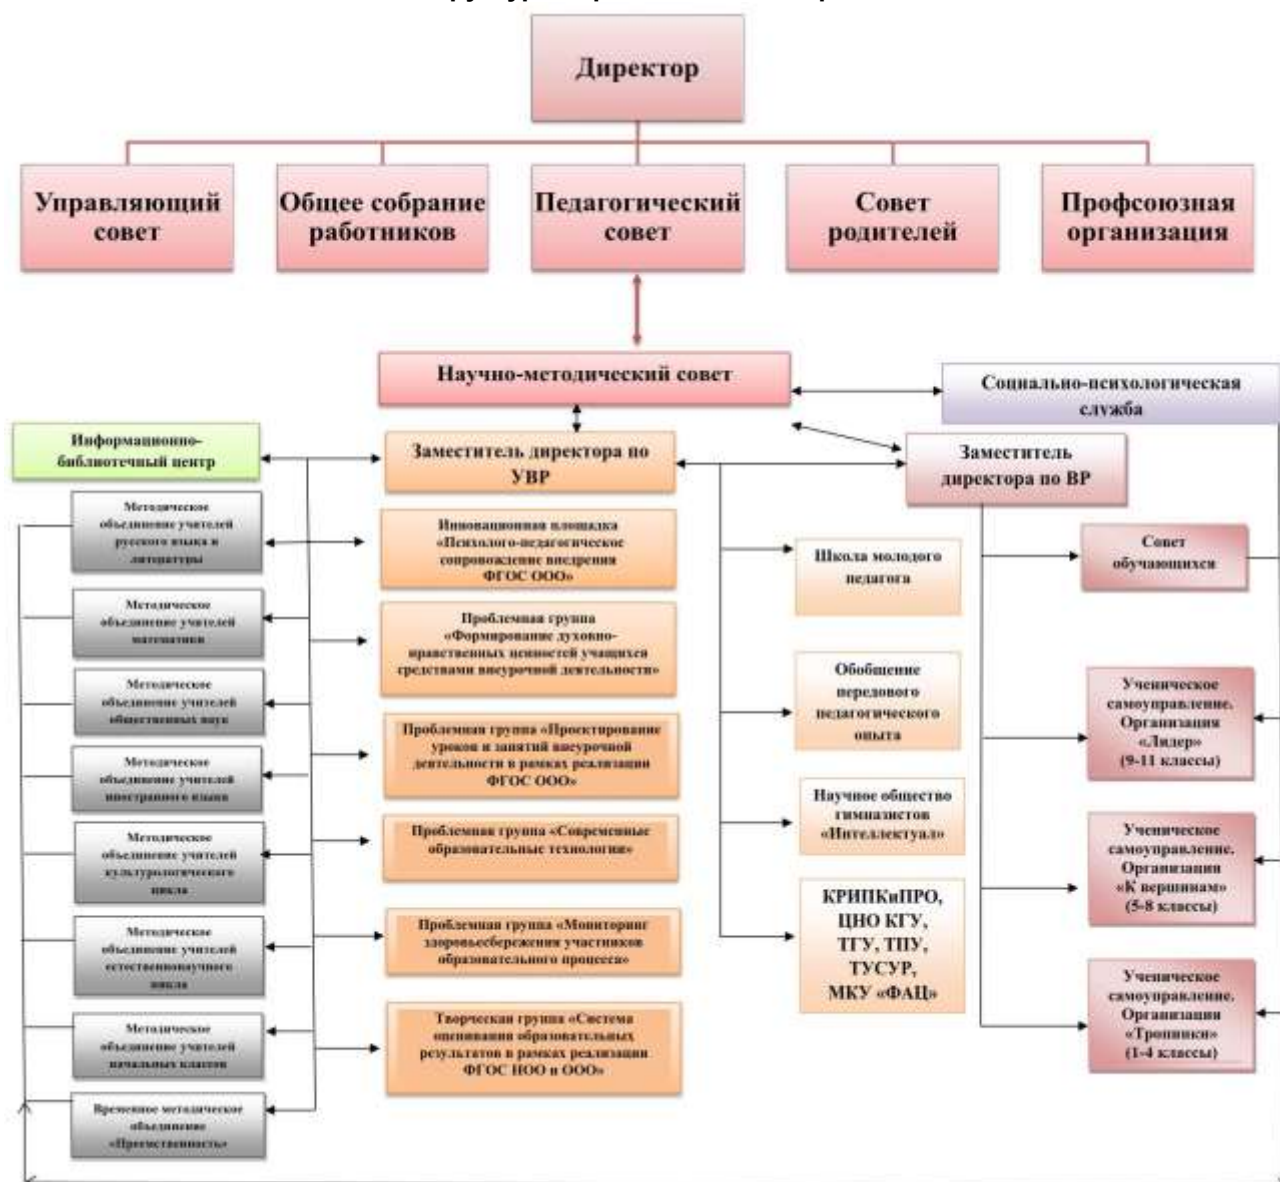 Директор
Управляющий
совет
Общее собрание
работников
Педагогический
совет
Совет
родителей
Профсоюзная
организация
Научно-методический совет
Социально-психологическая
служба
Информационно-
библиотечный центр
Заместитель директора по
УВР
Заместитель
директора по ВР
Методическое
объединение учителей
русского языка и
литературы
Методическое
объединение учителей
математики
Методическое
объединение учителей
общественных наук
Методическое
объединение учителей
иностранного языка
Методическое
объединение учителей
культурологического
цикла
Методическое
объединение учителей
естественнонаучного
цикла
Методическое
объединение учителей
начальных классов
Временное методическое
объединение
«Преемственность»
Инновационная площадка
«Психолого-педагогическое
сопровождение внедрения
ФГОС ООО»
Проблемная группа
«Формирование духовно-
нравственных ценностей учащихся
средствами внеурочной деятельности»
Проблемная группа «Проектирование
уроков и занятий внеурочной
деятельности в рамках реализации
ФГОС ООО»
Проблемная группа «Современные
образовательные технологии»
Проблемная группа «Мониторинг
здоровьесбережения участников
образовательного процесса»
Творческая группа «Система
оценивания образовательных
результатов в рамках реализации
ФГОС НОО и ООО»
Школа молодого
педагога
Обобщение
передового
педагогического
опыта
Научное общество
гимназистов
«Интеллектуал»
КРИПКиПРО,
ЦНО КГУ,
ТГУ, ТПУ,
ТУСУР,
МКУ «ФАЦ»
Совет
обучающихся
Ученическое
самоуправление.
Организация
«Лидер»
(9-11 классы)
Ученическое
самоуправление.
Организация
«К вершинам»
(5-8 классы)
Ученическое
самоуправление.
Организация
«Тропинки»
(1-4 классы)